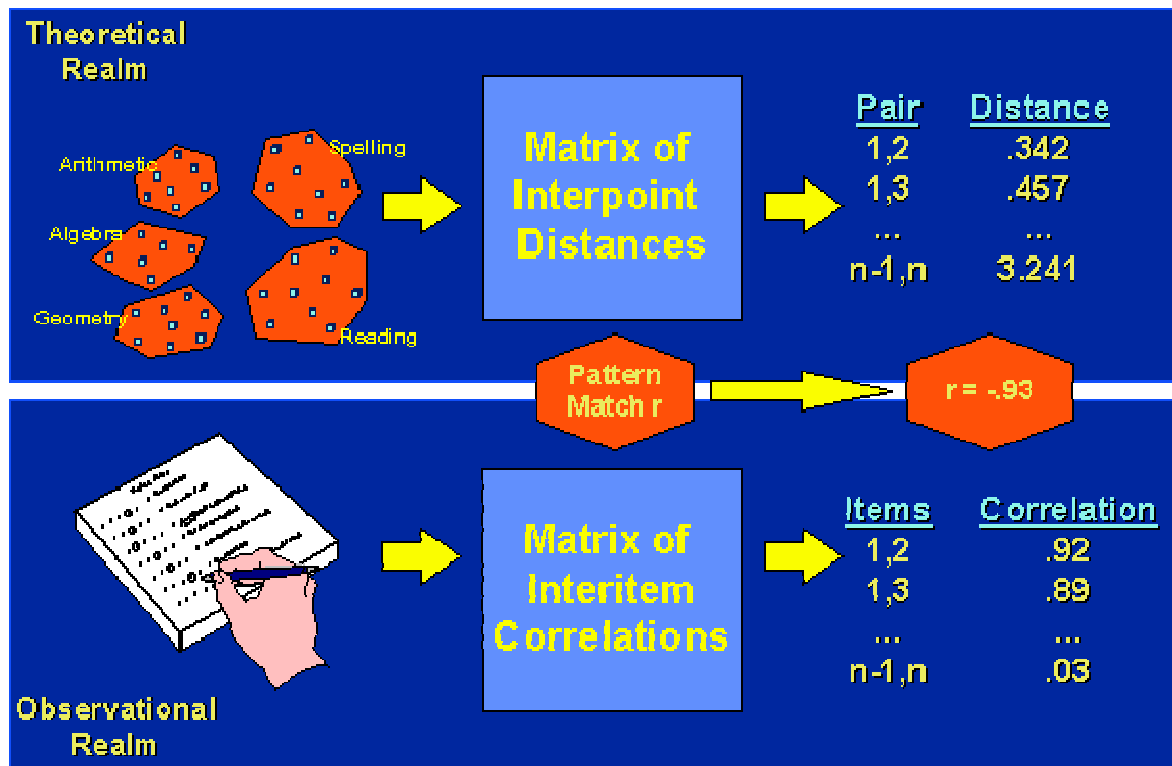 Theoretical
Realm
Arithmetic
Spelling
Algebra
Geometry
Reading
Matrix of
Interpoint
Distances
Pair Distance
1,2 .342
1,3 .457
... ...
n-1,n 3.241
Pattern
Match r
r = -.93
Matrix of
Interitem
Correlations
Items Correlation
1,2 .92
1,3 .89
... ...
n-1,n .03
Observational
Realm